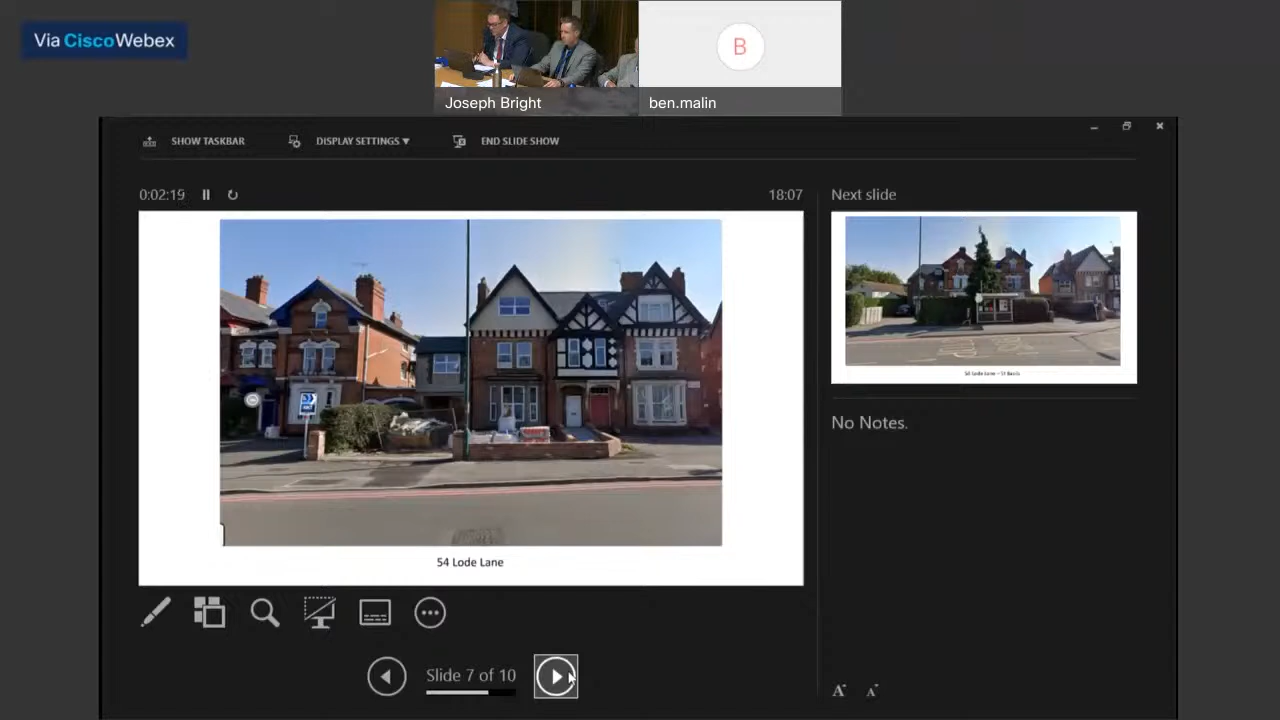 Via CiscoWebex
Joseph Bright
ben.malin
B
SHOW TASKBAR
DISPLAY SETTINGS ▾
END SLIDE SHOW
0:02:19
18:07
Next slide
54 Lode Lane
No Notes.
Slide 7 of 10
A A